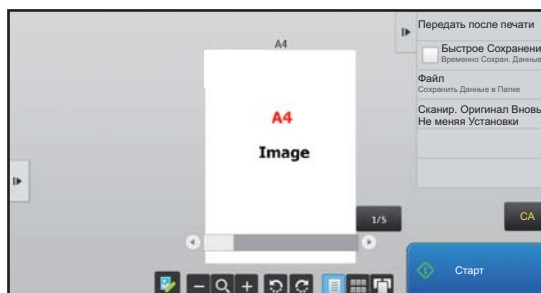 A4
A4
Image
1/5
Передать после печати
Быстрое Сохранени
Временно Сохран. Данные
Файл
Сохранить Данные в Папке
Сканир. Оригинал Вновь
Не меняя Установки
CA
Старт